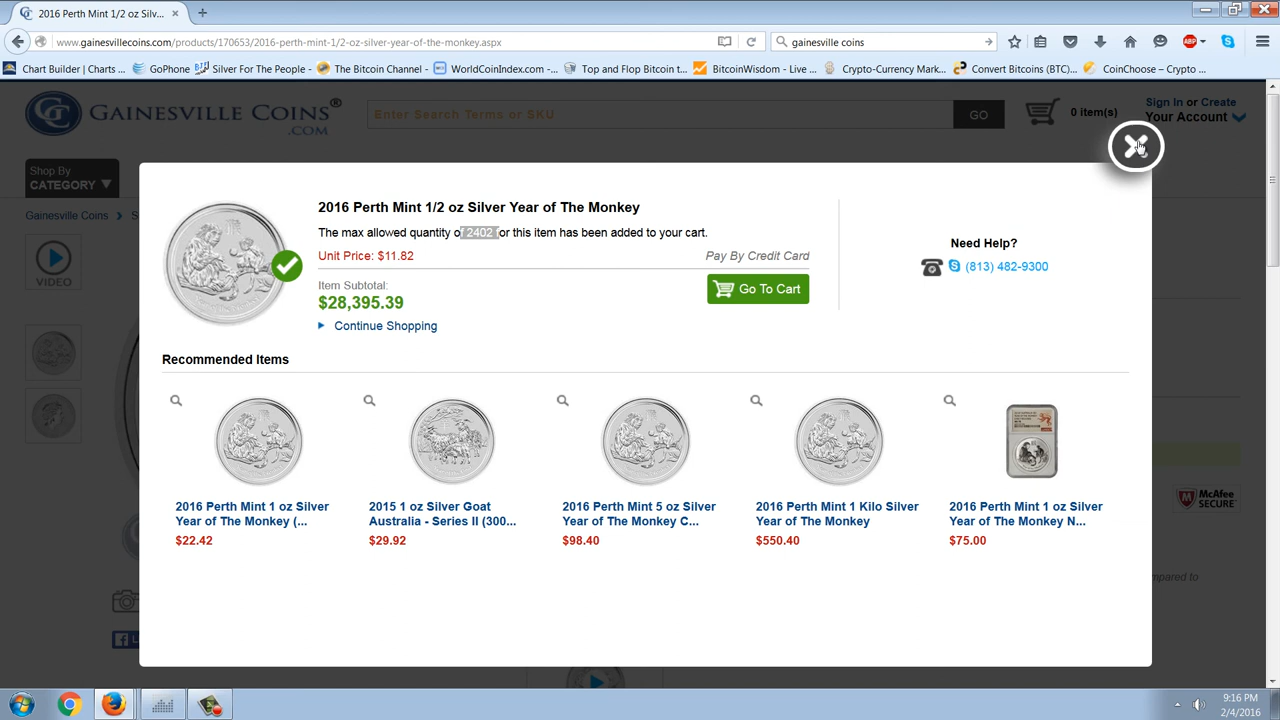 2016 Perth Mint 1/2 oz Silv...
www.gainesvillecoins.com/products/170653/2016-perth-mint-1/2-oz-silver-year-of-the-monkey.aspx
gainesville coins
ABP
Chart Builder | Charts ...
GoPhone
Silver For The People - ...
The Bitcoin Channel - ...
WorldCoinIndex.com -...
Top and Flop Bitcoin t...
BitcoinWisdom - Live ...
Crypto-Currency Mark...
Convert Bitcoins (BTC)...
CoinChoose – Crypto ...
GAINESVILLE COINS®
.COM
Enter Search Terms or SKU
GO
0 item(s)
Sign In or Create
Your Account
Shop By
CATEGORY
Gainesville Coins
S
VIDEO
2016 Perth Mint 1/2 oz Silver Year of The Monkey
The max allowed quantity of 2402 for this item has been added to your cart.
Unit Price: $11.82
Pay By Credit Card
Item Subtotal:
$28,395.39
Go To Cart
Continue Shopping
Need Help?
(813) 482-9300
Recommended Items
2016 Perth Mint 1 oz Silver
Year of The Monkey (...
$22.42
2015 1 oz Silver Goat
Australia - Series II (300...
$29.92
2016 Perth Mint 5 oz Silver
Year of The Monkey C...
$98.40
2016 Perth Mint 1 Kilo Silver
Year of The Monkey
$550.40
2016 Perth Mint 1 oz Silver
Year of The Monkey N...
$75.00
McAfee
SECURE
mpared to
9:16 PM
2/4/2016